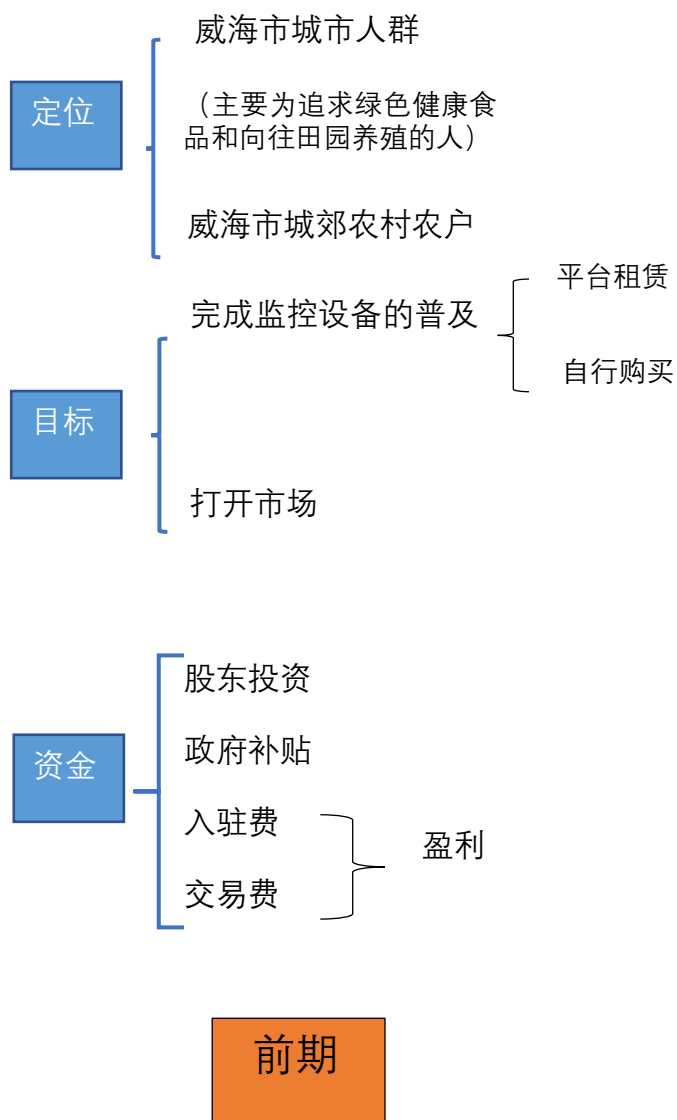 定位
威海市城市人群
（主要为追求绿色健康食
品和向往田园养殖的人）
威海市城郊农村农户
目标
完成监控设备的普及
平台租赁
自行购买
打开市场
资金
股东投资
政府补贴
入驻费
交易费
盈利
前期